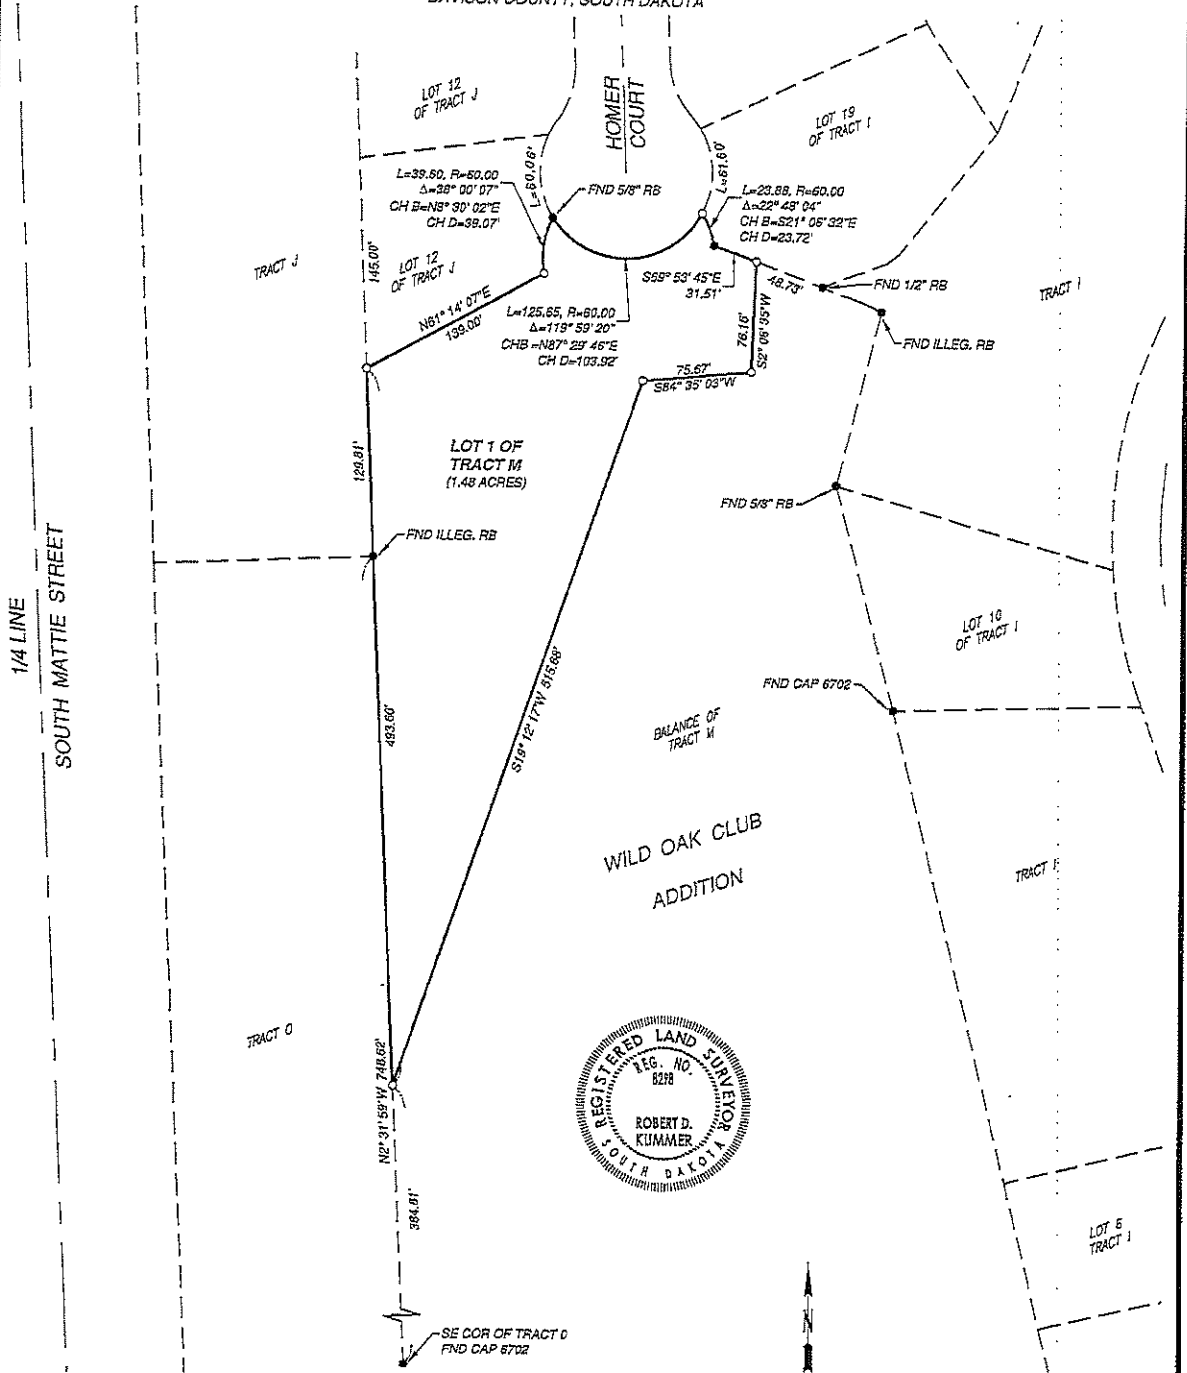 DAVISON COUNTY, SOUTH DAKOTA
LOT 12
OF TRACT J
HOMER
COURT
LOT 19
OF TRACT I
L=60.06'
L=61.60'
L=39.80, R=60.00
Δ=38° 00' 07"
CH B=N8° 30' 02"E
CH D=39.07'
FND 5/8" RB
L=23.88, R=60.00
Δ=22° 48' 04"
CH B=S21° 06' 32"E
CH D=23.72'
TRACT J
145.00'
LOT 12
OF TRACT J
N61° 14' 07"E
139.00'
L=125.65, R=60.00
Δ=119° 59' 20"
CHB =N87° 29' 46"E
CH D=103.92'
S69° 53' 45"E
31.51'
48.73'
FND 1/2" RB
TRACT I
FND ILLEG. RB
76.16'
S2° 06' 35"W
75.67'
S84° 35' 03"W
129.81'
LOT 1 OF
TRACT M
(1.48 ACRES)
FND 5/8" RB
FND ILLEG. RB
1/4 LINE
SOUTH MATTIE STREET
LOT 10
OF TRACT I
S19° 12' 17"W 515.68'
FND CAP 6702
493.60'
BALANCE OF
TRACT M
WILD OAK CLUB
ADDITION
TRACT I
TRACT O
REGISTERED LAND SURVEYOR
REG. NO.
8298
ROBERT D.
KUMMER
SOUTH DAKOTA
N2° 31' 59"W 748.62'
384.81'
LOT 5
TRACT I
N
SE COR OF TRACT O
FND CAP 6702